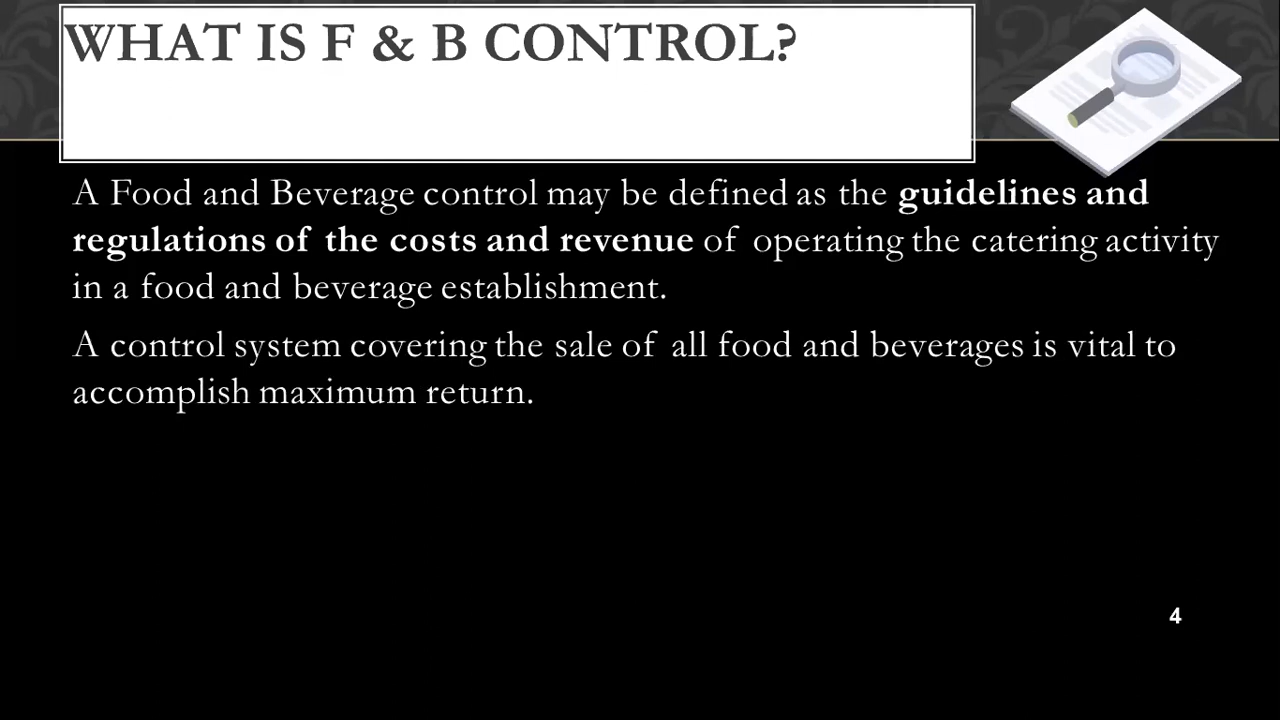 WHAT IS F & B CONTROL?
A Food and Beverage control may be defined as the guidelines and
regulations of the costs and revenue of operating the catering activity
in a food and beverage establishment.
A control system covering the sale of all food and beverages is vital to
accomplish maximum return.
4